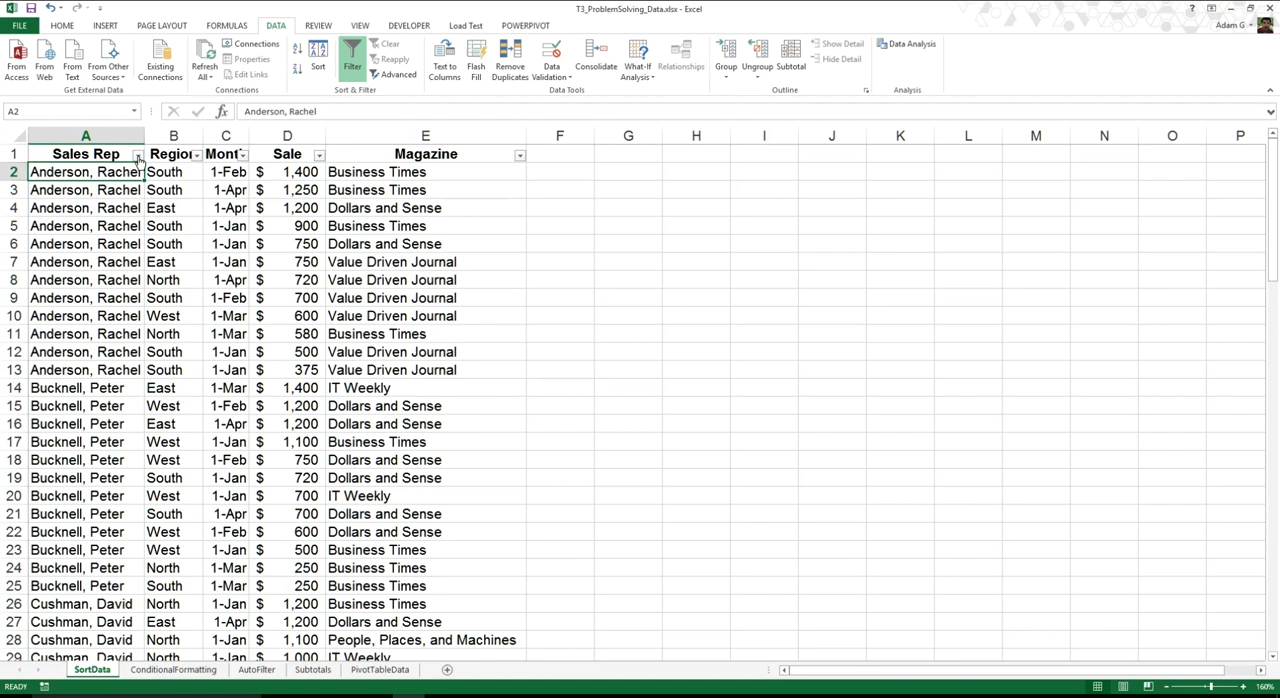 T3_ProblemSolving_Data.xlsx - Excel
FILE HOME INSERT PAGE LAYOUT FORMULAS DATA REVIEW VIEW DEVELOPER Load Test POWERPIVOT Adam G
From Access From Web From Text From Other Sources Existing Connections Refresh All Connections Properties Edit Links Sort Filter Clear Reapply Advanced Text to Columns Flash Fill Remove Duplicates Data Validation Consolidate What-If Analysis Relationships Group Ungroup Subtotal Show Detail Hide Detail Data Analysis
Get External Data Connections Sort & Filter Data Tools Outline Analysis
A2 fx Anderson, Rachel
A B C D E F G H I J K L M N O P
1 Sales Rep Region Mont Sale Magazine
2 Anderson, Rachel South 1-Feb $ 1,400 Business Times
3 Anderson, Rachel South 1-Apr $ 1,250 Business Times
4 Anderson, Rachel East 1-Apr $ 1,200 Dollars and Sense
5 Anderson, Rachel South 1-Jan $ 900 Business Times
6 Anderson, Rachel South 1-Jan $ 750 Dollars and Sense
7 Anderson, Rachel East 1-Jan $ 750 Value Driven Journal
8 Anderson, Rachel North 1-Apr $ 720 Value Driven Journal
9 Anderson, Rachel South 1-Feb $ 700 Value Driven Journal
10 Anderson, Rachel West 1-Mar $ 600 Value Driven Journal
11 Anderson, Rachel North 1-Mar $ 580 Business Times
12 Anderson, Rachel South 1-Jan $ 500 Value Driven Journal
13 Anderson, Rachel South 1-Jan $ 375 Value Driven Journal
14 Bucknell, Peter East 1-Mar $ 1,400 IT Weekly
15 Bucknell, Peter West 1-Feb $ 1,200 Dollars and Sense
16 Bucknell, Peter East 1-Apr $ 1,200 Dollars and Sense
17 Bucknell, Peter West 1-Jan $ 1,100 Business Times
18 Bucknell, Peter West 1-Feb $ 750 Dollars and Sense
19 Bucknell, Peter South 1-Jan $ 720 Dollars and Sense
20 Bucknell, Peter West 1-Jan $ 700 IT Weekly
21 Bucknell, Peter South 1-Apr $ 700 Dollars and Sense
22 Bucknell, Peter West 1-Feb $ 600 Dollars and Sense
23 Bucknell, Peter West 1-Jan $ 500 Business Times
24 Bucknell, Peter North 1-Mar $ 250 Business Times
25 Bucknell, Peter South 1-Mar $ 250 Business Times
26 Cushman, David North 1-Jan $ 1,200 Business Times
27 Cushman, David East 1-Apr $ 1,200 Dollars and Sense
28 Cushman, David North 1-Jan $ 1,100 People, Places, and Machines
29 Cushman, David North 1-Jan $ 1,000 IT Weekly
SortData ConditionalFormatting AutoFilter Subtotals PivotTableData
READY 160%